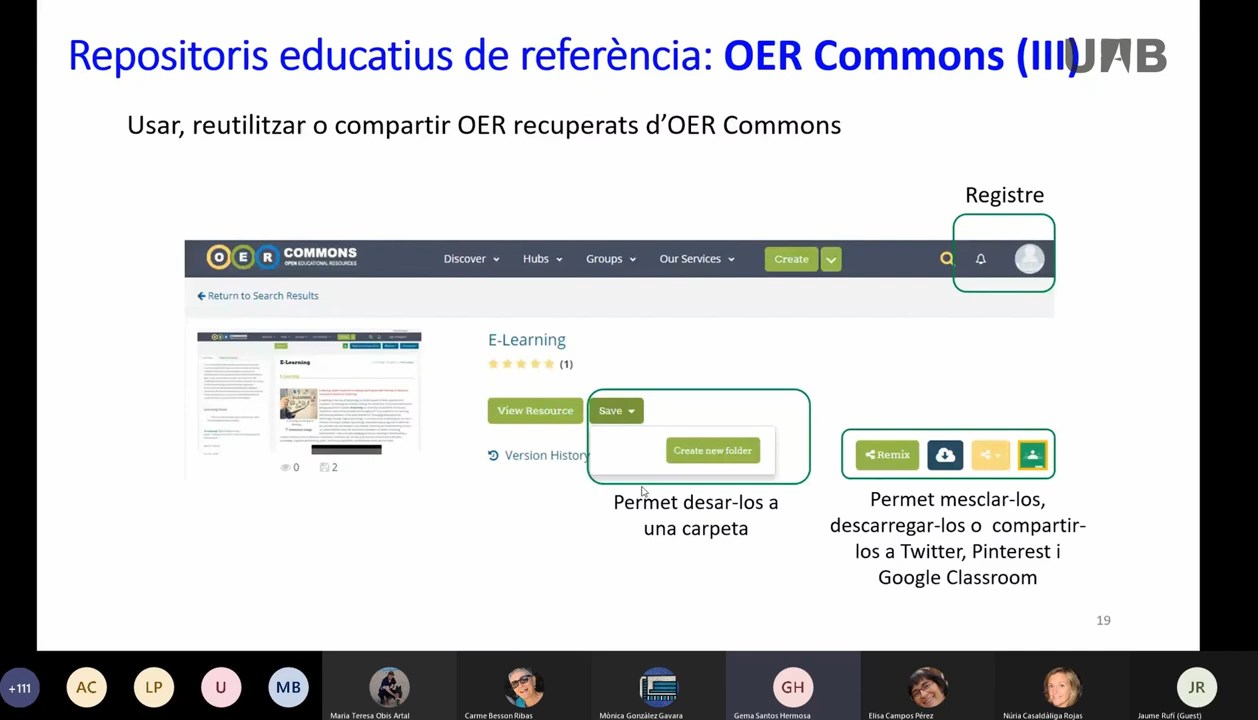 Repositoris educatius de referència: OER Commons (III)
UAB
Usar, reutilitzar o compartir OER recuperats d’OER Commons
Registre
OER COMMONS
OPEN EDUCATIONAL RESOURCES
Discover Hubs Groups Our Services Create
Return to Search Results
E-Learning
(1)
View Resource Save
Create new folder
Version History
0 2
Remix
E-Learning
Permet desar-los a
una carpeta
Permet mesclar-los,
descarregar-los o compartir-
los a Twitter, Pinterest i
Google Classroom
19
+111 AC LP U MB GH JR
Maria Teresa Obis Artal
Carme Besson Ribas
Mònica Gonzàlez Gavara
Gema Santos Hermosa
Elisa Campos Pérez
Núria Casaldàliga Rojas
Jaume Rufí (Guest)